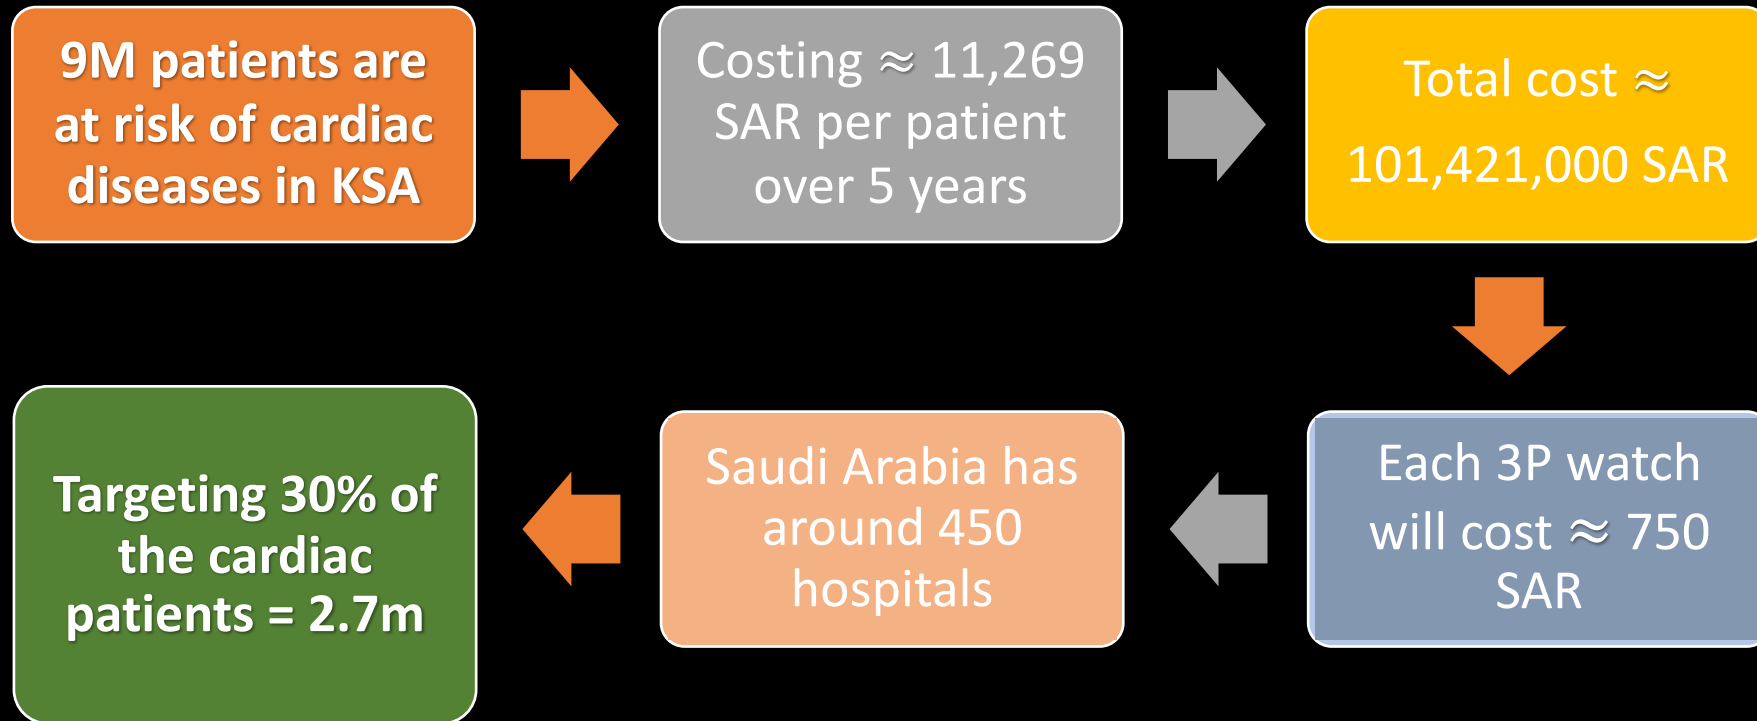 9M patients are
at risk of cardiac
diseases in KSA
Costing ≈ 11,269
SAR per patient
over 5 years
Total cost ≈
101,421,000 SAR
Each 3P watch
will cost ≈ 750
SAR
Saudi Arabia has
around 450
hospitals
Targeting 30% of
the cardiac
patients = 2.7m